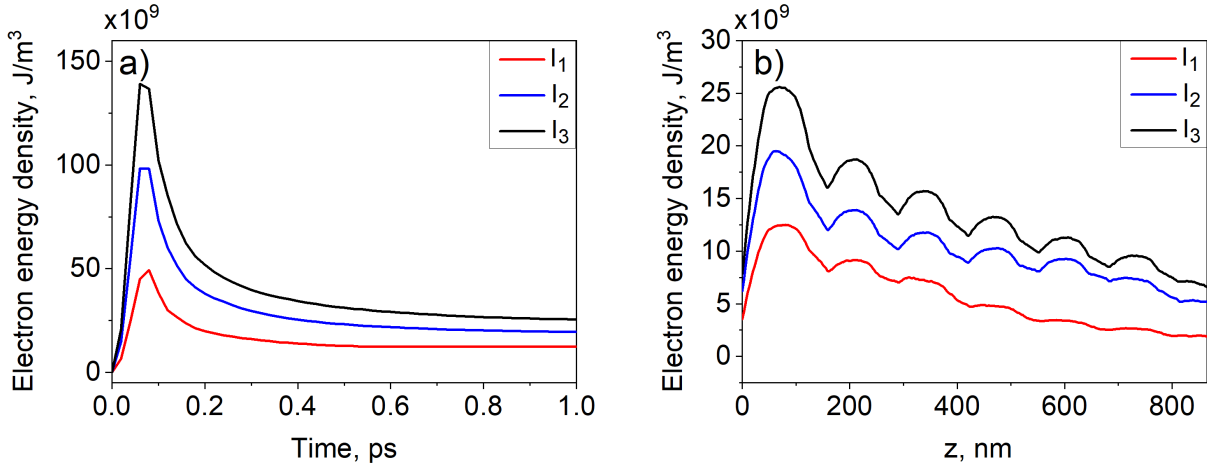 x10⁹
a)
Electron energy density, J/m³
150
100
50
0
0.0 0.2 0.4 0.6 0.8 1.0
Time, ps
I₁
I₂
I₃
x10⁹
b)
Electron energy density, J/m³
30
25
20
15
10
5
0
0 200 400 600 800
z, nm
I₁
I₂
I₃